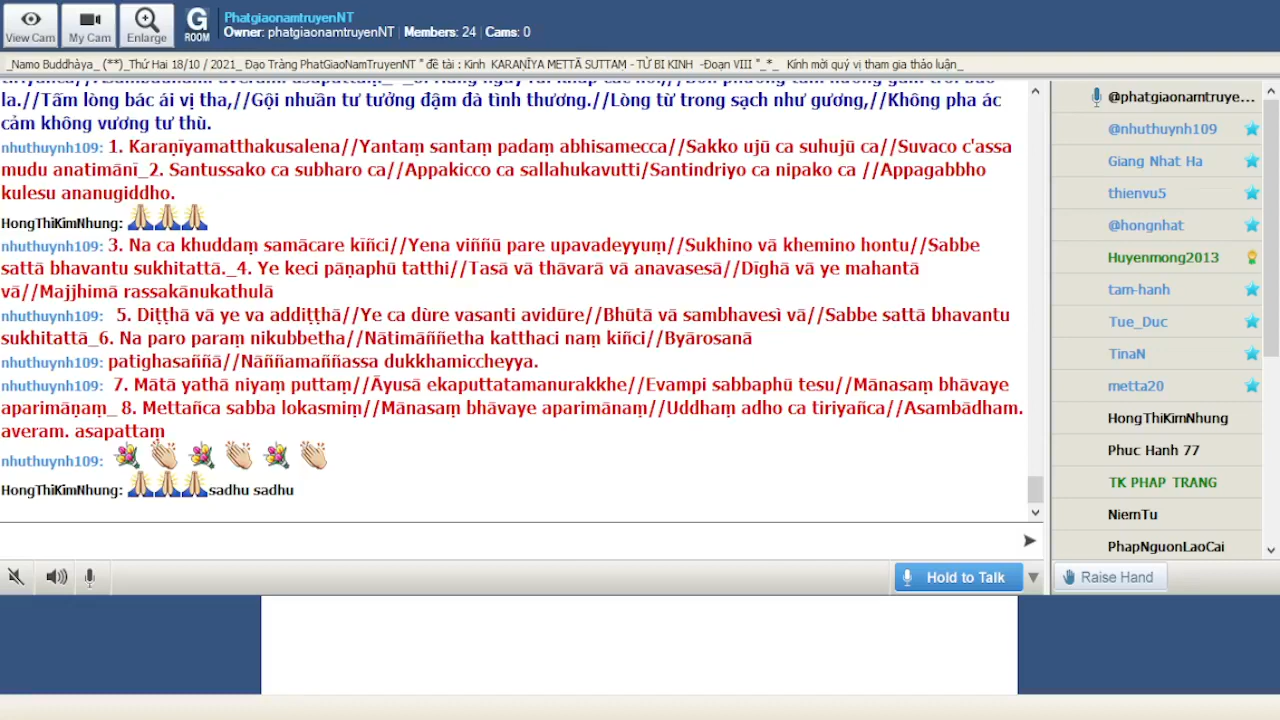 View Cam
My Cam
Enlarge
G
ROOM
PhatgiaonamtruyenNT
Owner: phatgiaonamtruyenNT | Members: 24 | Cams: 0
_Namo Buddhàya_ (**)_Thứ Hai 18/10 / 2021_ Đạo Tràng PhatGiaoNamTruyenNT " đề tài : Kinh KARAṆĪYA METTĀ SUTTAM - TỪ BI KINH -Đoạn VIII "_*_ Kính mời quý vị tham gia thảo luận_
la.//Tấm lòng bác ái vị tha,//Gội nhuần tư tưởng đậm đà tình thương.//Lòng từ trong sạch như gương,//Không pha ác
cảm không vương tư thù.
nhuthuynh109: 1. Karaṇīyamatthakusalena//Yantaṃ santaṃ padaṃ abhisamecca//Sakko ujū ca suhujū ca//Suvaco c'assa
mudu anatimānī_2. Santussako ca subharo ca//Appakicco ca sallahukavutti/Santindriyo ca nipako ca //Appagabbho
kulesu ananugiddho.
HongThiKimNhung: 🙏🙏🙏
nhuthuynh109: 3. Na ca khuddaṃ samācare kiñci//Yena viññū pare upavadeyyuṃ//Sukhino vā khemino hontu//Sabbe
sattā bhavantu sukhitattā._4. Ye keci pāṇaphū tatthi//Tasā vā thāvarā vā anavasesā//Dīghā vā ye mahantā
vā//Majjhimā rassakānukathulā
nhuthuynh109: 5. Diṭṭhā vā ye va addiṭṭhā//Ye ca dùre vasanti avidūre//Bhūtā vā sambhavesì vā//Sabbe sattā bhavantu
sukhitattā_6. Na paro paraṃ nikubbetha//Nātimāññetha katthaci naṃ kiñci//Byārosanā
nhuthuynh109: patighasaññā//Nāññamaññassa dukkhamiccheyya.
nhuthuynh109: 7. Mātā yathā niyaṃ puttaṃ//Āyusā ekaputtatamanurakkhe//Evampi sabbaphū tesu//Mānasaṃ bhāvaye
aparimāṇaṃ_ 8. Mettañca sabba lokasmiṃ//Mānasaṃ bhāvaye aparimānaṃ//Uddhaṃ adho ca tiriyañca//Asambādham.
averam. asapattaṃ
nhuthuynh109: 💐 👏 💐 👏 💐 👏
HongThiKimNhung: 🙏🙏🙏sadhu sadhu
Hold to Talk
@phatgiaonamtruye...
@nhuthuynh109
Giang Nhat Ha
thienvu5
@hongnhat
Huyenmong2013
tam-hanh
Tue_Duc
TinaN
metta20
HongThiKimNhung
Phuc Hanh 77
TK PHAP TRANG
NiemTu
PhapNguonLaoCai
Raise Hand